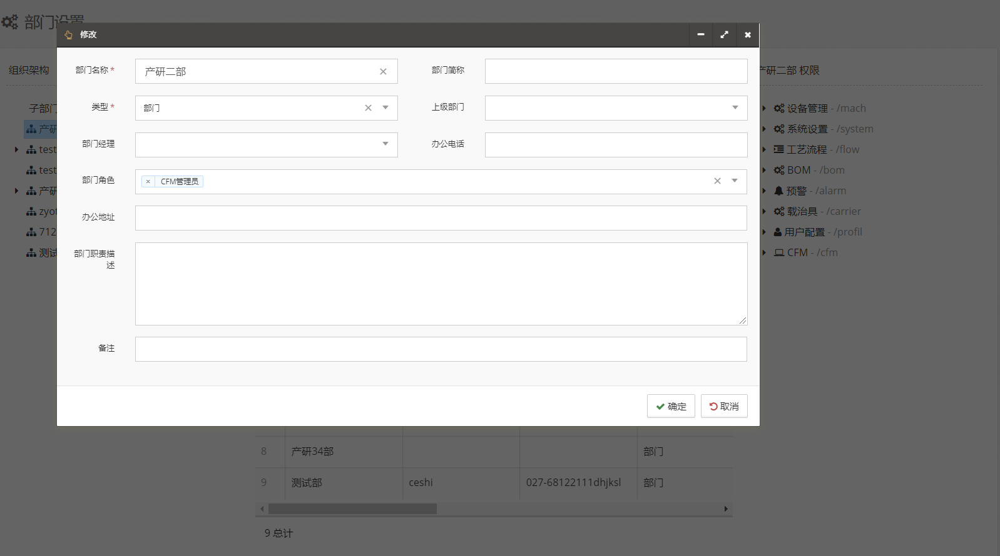 部门设置
修改
组织架构
产研二部 权限
部门名称 *
产研二部
部门简称
类型 *
部门
上级部门
部门经理
办公电话
部门角色
× CFM管理员
办公地址
部门职责描
述
备注
确定
取消
子部门
产研
test
test
产研
zyot
712
测试
设备管理 - /mach
系统设置 - /system
工艺流程 - /flow
BOM - /bom
预警 - /alarm
载治具 - /carrier
用户配置 - /profil
CFM - /cfm
8 产研34部 部门
9 测试部 ceshi 027-68122111dhjksl 部门
9 总计